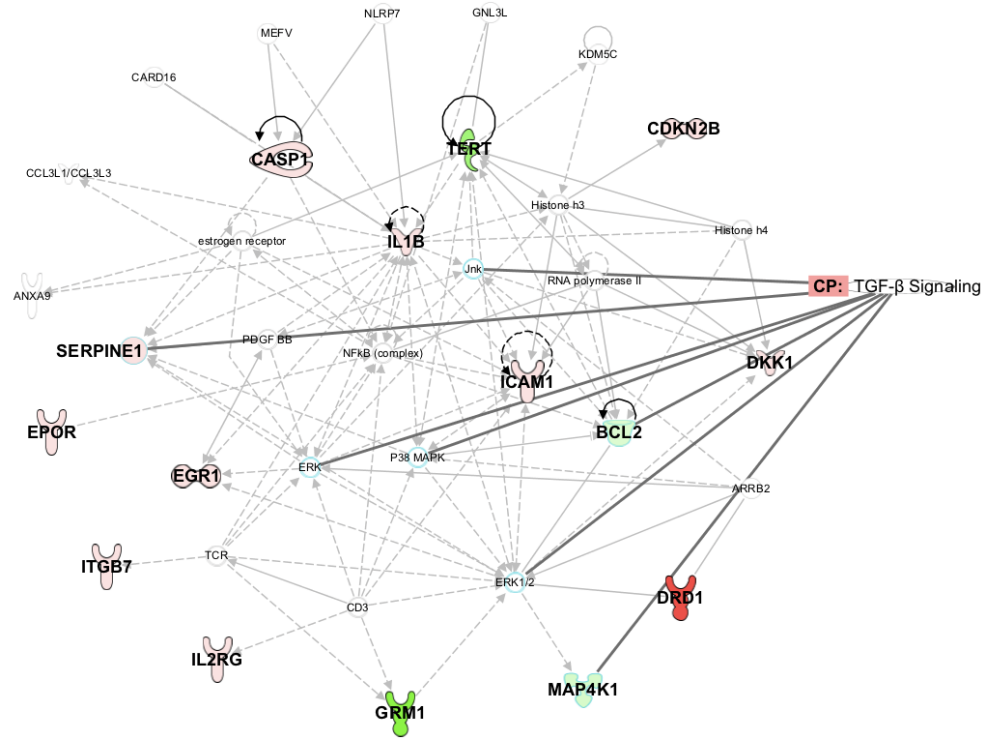 NLRP7
GNL3L
MEFV
KDM5C
CARD16
CDKN2B
TERT
CASP1
CCL3L1/CCL3L3
Histone h3
Histone h4
estrogen receptor
IL1B
Jnk
RNA polymerase II
CP: TGF-β Signaling
ANXA9
PDGF BB
SERPINE1
NFkB (complex)
DKK1
ICAM1
EPOR
BCL2
P38 MAPK
ERK
EGR1
ARRB2
TCR
ITGB7
ERK1/2
DRD1
CD3
IL2RG
MAP4K1
GRM1